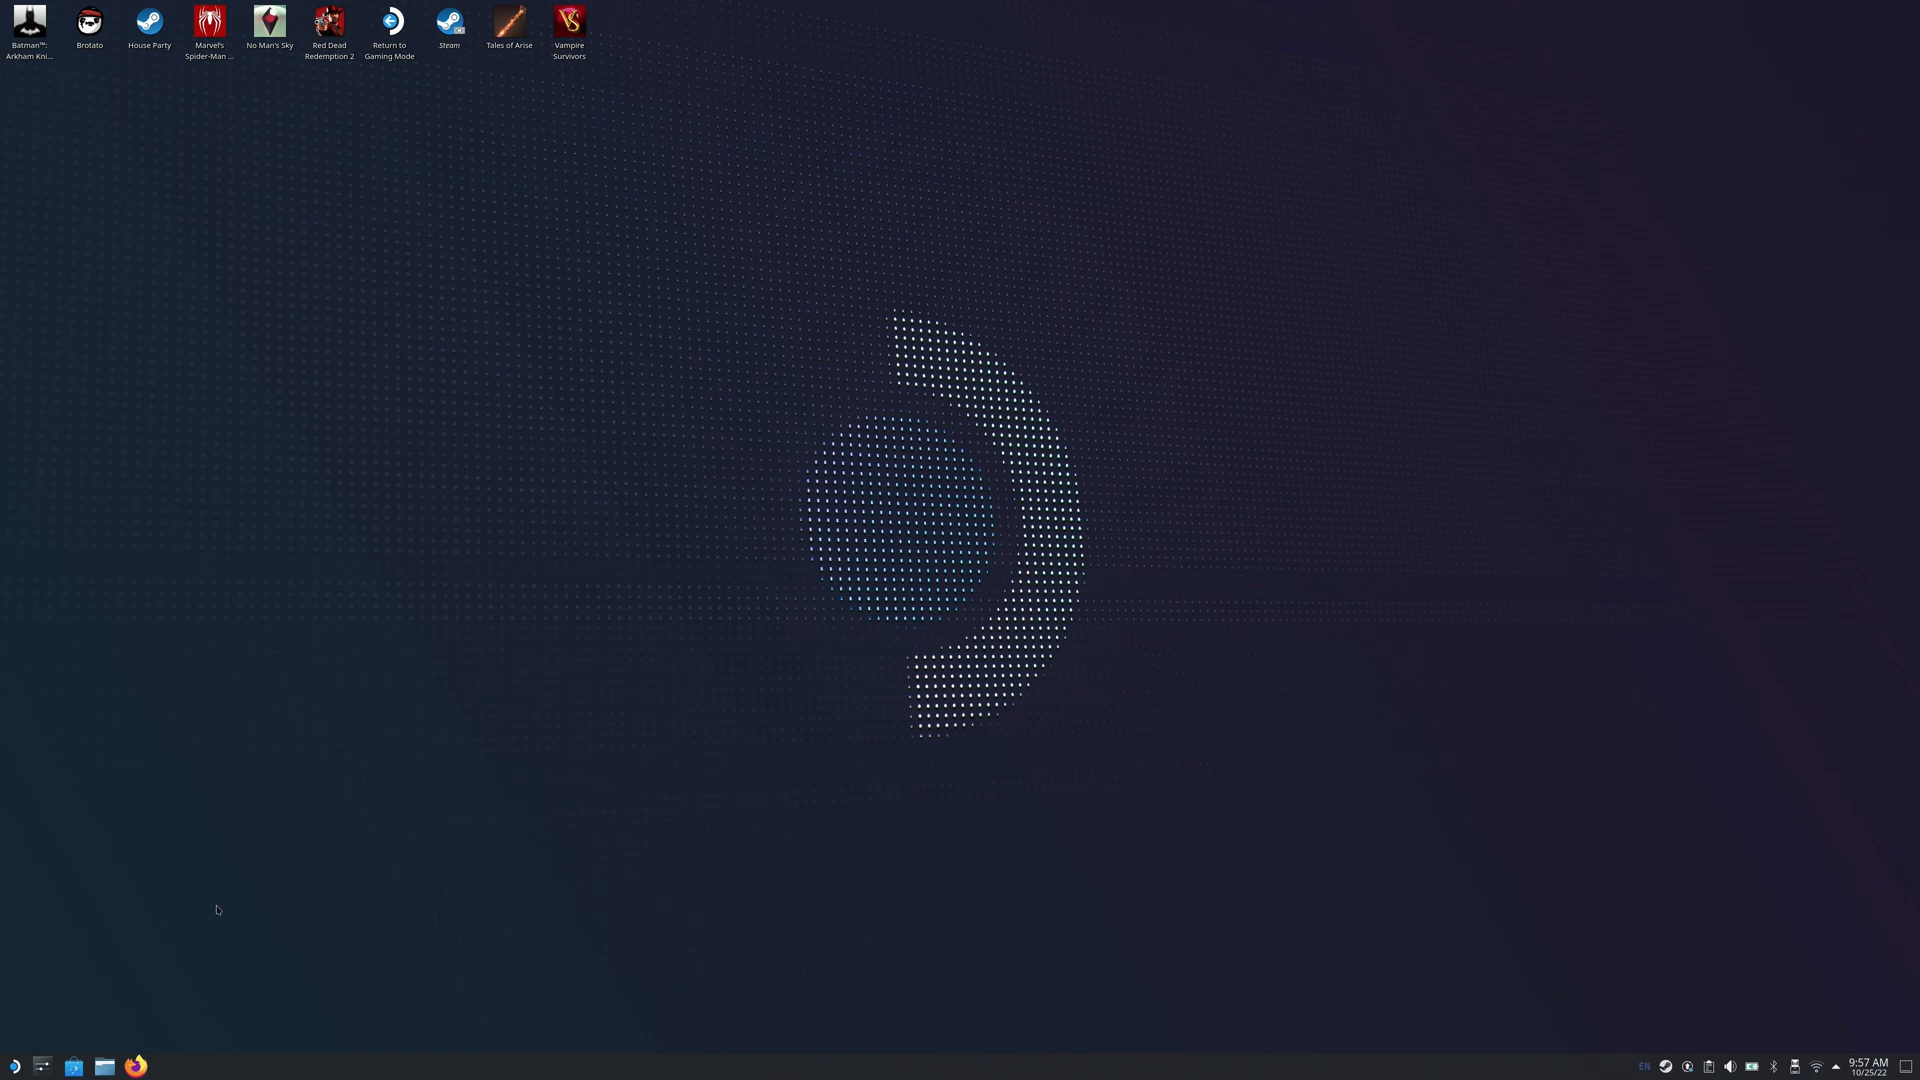 Batman™:
Arkham Kni...
Brotato
House Party
Marvel's
Spider-Man ...
No Man's Sky
Red Dead
Redemption 2
Return to
Gaming Mode
Steam
Tales of Arise
Vampire
Survivors
VS
EN
9:57 AM
10/25/22